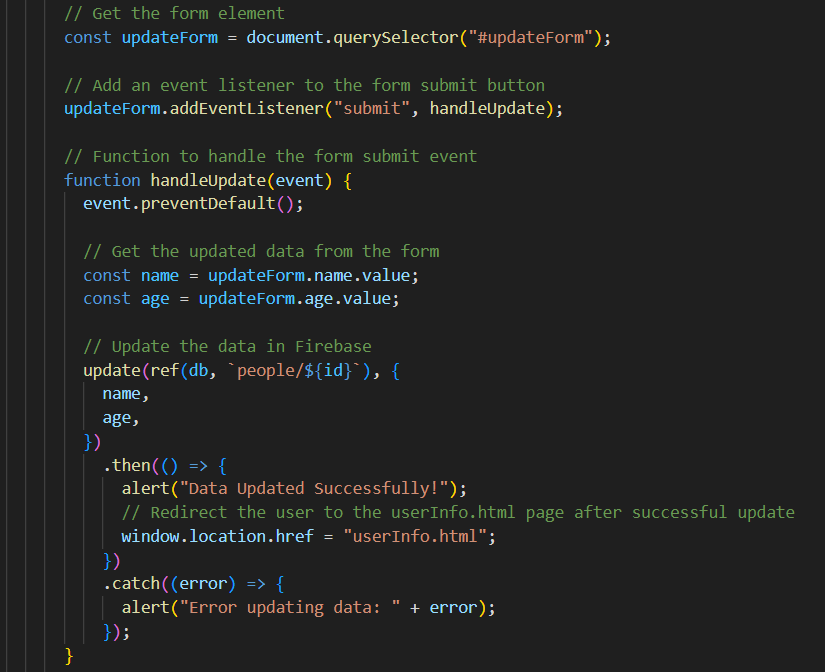 // Get the form element
const updateForm = document.querySelector("#updateForm");
// Add an event listener to the form submit button
updateForm.addEventListener("submit", handleUpdate);
// Function to handle the form submit event
function handleUpdate(event) {
event.preventDefault();
// Get the updated data from the form
const name = updateForm.name.value;
const age = updateForm.age.value;
// Update the data in Firebase
update(ref(db, `people/${id}`), {
name,
age,
})
.then(() => {
alert("Data Updated Successfully!");
// Redirect the user to the userInfo.html page after successful update
window.location.href = "userInfo.html";
})
.catch((error) => {
alert("Error updating data: " + error);
});
}